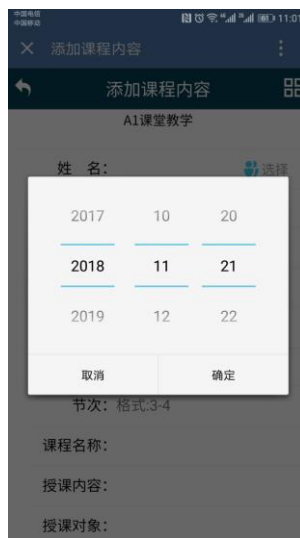 中国电信
中国移动
11:01
添加课程内容
添加课程内容
A1课堂教学
姓 名：
选择
2017 10 20
2018 11 21
2019 12 22
取消 确定
节次：格式:3-4
课程名称：
授课内容：
授课对象：